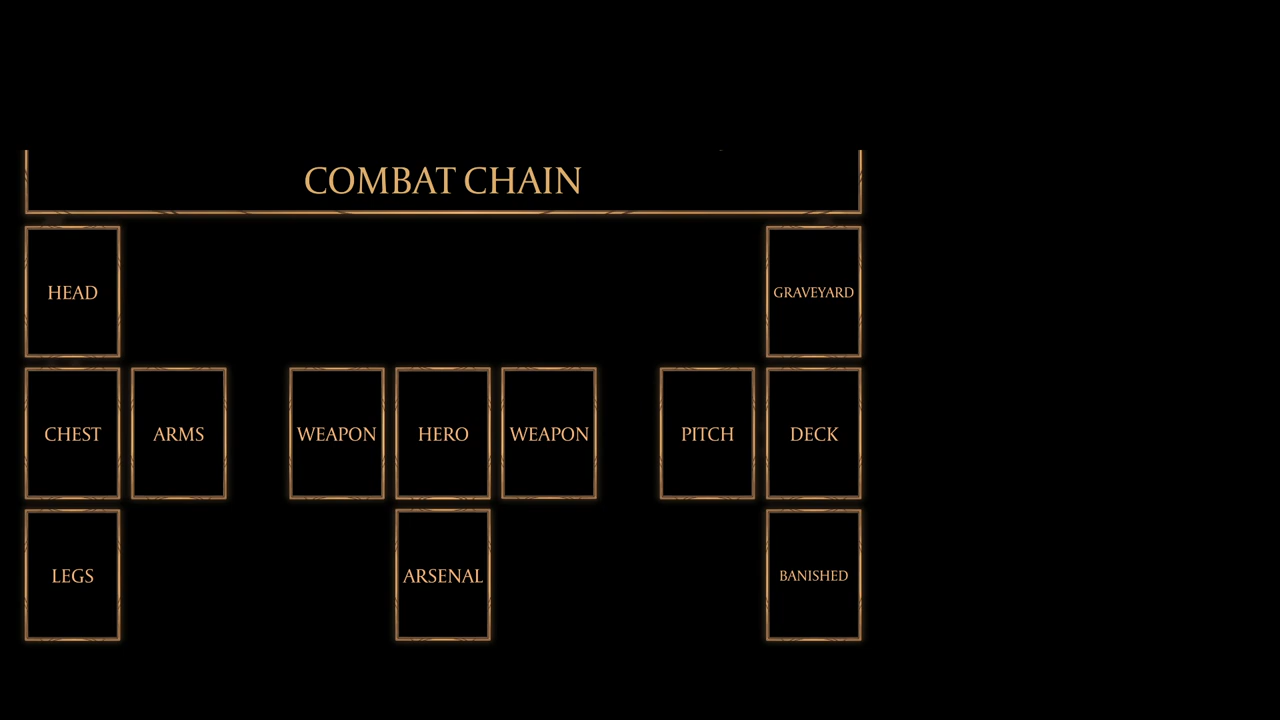 COMBAT CHAIN
HEAD
GRAVEYARD
CHEST
ARMS
WEAPON
HERO
WEAPON
PITCH
DECK
LEGS
ARSENAL
BANISHED